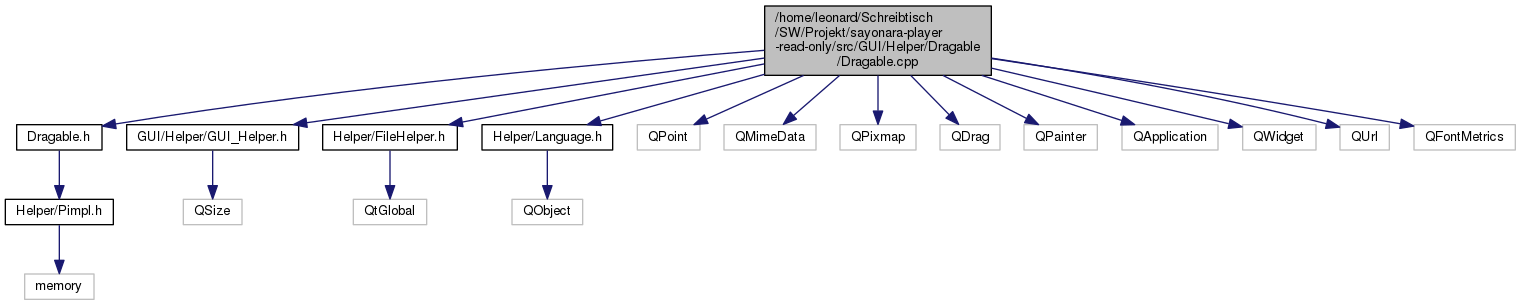 /home/leonard/Schreibtisch
/SW/Projekt/sayonara-player
-read-only/src/GUI/Helper/Dragable
/Dragable.cpp
Dragable.h
GUI/Helper/GUI_Helper.h
Helper/FileHelper.h
Helper/Language.h
QPoint
QMimeData
QPixmap
QDrag
QPainter
QApplication
QWidget
QUrl
QFontMetrics
Helper/Pimpl.h
QSize
QtGlobal
QObject
memory